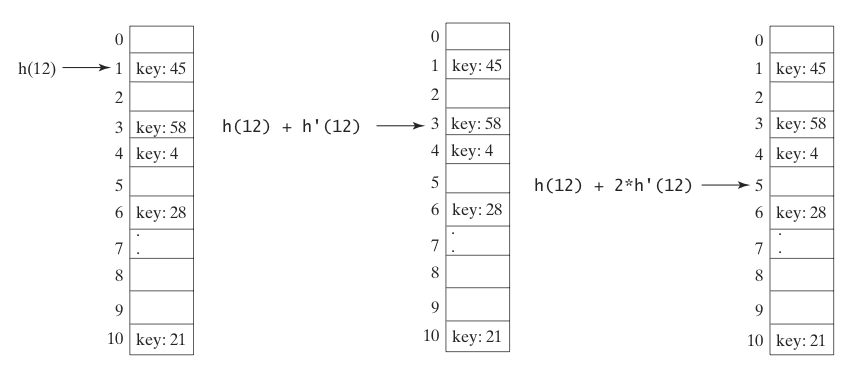 0
h(12) 1 key: 45
2
3 key: 58
4 key: 4
5
6 key: 28
7 :
8
9
10 key: 21
0
1 key: 45
2
h(12) + h'(12) 3 key: 58
4 key: 4
5
6 key: 28
7 :
8
9
10 key: 21
0
1 key: 45
2
3 key: 58
4 key: 4
h(12) + 2*h'(12) 5
6 key: 28
7 :
8
9
10 key: 21